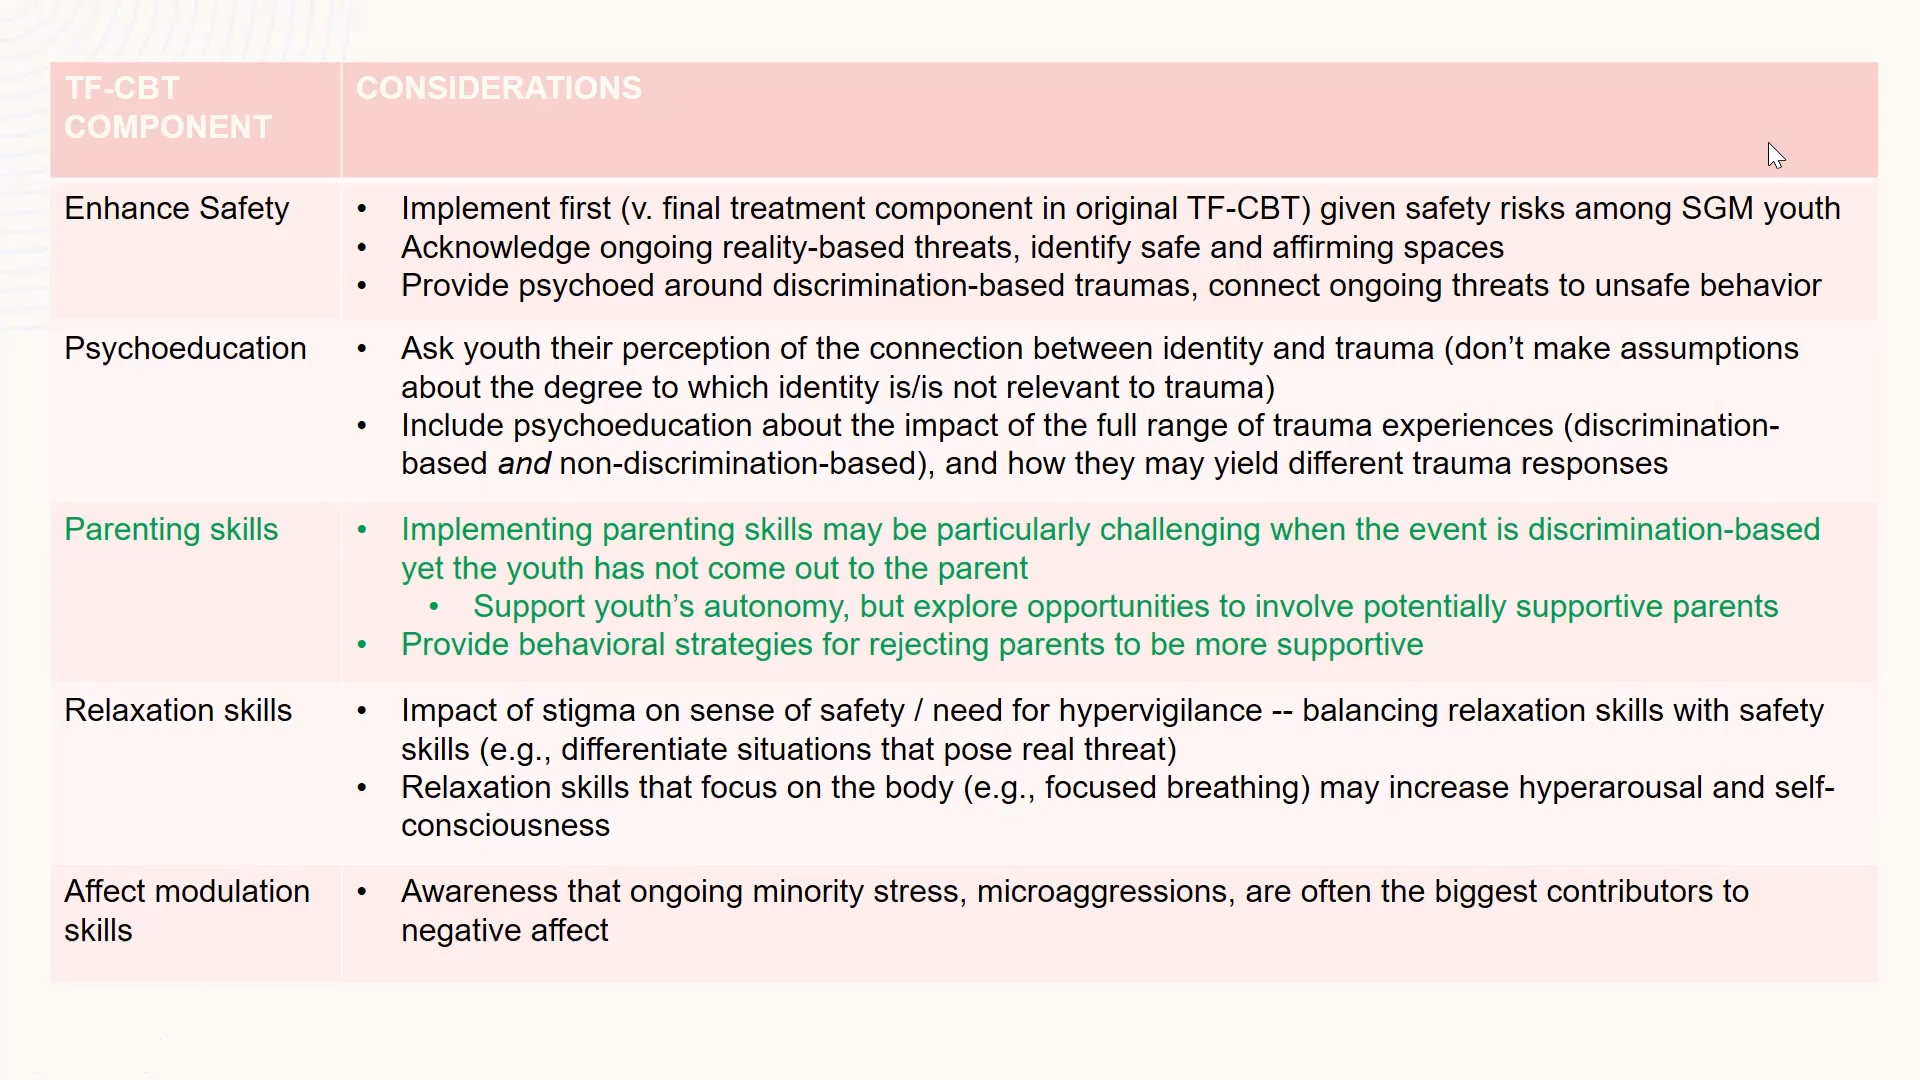 TF-CBT
COMPONENT
CONSIDERATIONS
Enhance Safety
• Implement first (v. final treatment component in original TF-CBT) given safety risks among SGM youth
• Acknowledge ongoing reality-based threats, identify safe and affirming spaces
• Provide psychoed around discrimination-based traumas, connect ongoing threats to unsafe behavior
Psychoeducation
• Ask youth their perception of the connection between identity and trauma (don’t make assumptions
about the degree to which identity is/is not relevant to trauma)
• Include psychoeducation about the impact of the full range of trauma experiences (discrimination-
based and non-discrimination-based), and how they may yield different trauma responses
Parenting skills
• Implementing parenting skills may be particularly challenging when the event is discrimination-based
yet the youth has not come out to the parent
• Support youth’s autonomy, but explore opportunities to involve potentially supportive parents
• Provide behavioral strategies for rejecting parents to be more supportive
Relaxation skills
• Impact of stigma on sense of safety / need for hypervigilance -- balancing relaxation skills with safety
skills (e.g., differentiate situations that pose real threat)
• Relaxation skills that focus on the body (e.g., focused breathing) may increase hyperarousal and self-
consciousness
Affect modulation
skills
• Awareness that ongoing minority stress, microaggressions, are often the biggest contributors to
negative affect